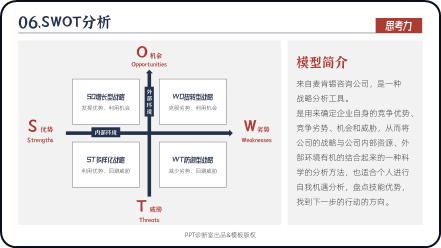 06.SWOT分析
思考力
O 机会
Opportunities
SO增长型战略
发挥优势、利用机会
外部环境
WO扭转型战略
克服劣势、利用机会
S 优势
Strengths
内部环境
W 劣势
Weaknesses
ST多样化战略
利用优势、回避威胁
WT防御型战略
减少劣势、回避威胁
T 威胁
Threats
模型简介
来自麦肯锡咨询公司，是一种
战略分析工具。
是用来确定企业自身的竞争优势、
竞争劣势、机会和威胁，从而将
公司的战略与公司内部资源、外
部环境有机的结合起来的一种科
学的分析方法，也适合个人进行
自我机遇分析，盘点技能优势，
找到下一步的行动的方向。
PPT诊断室出品&模板版权